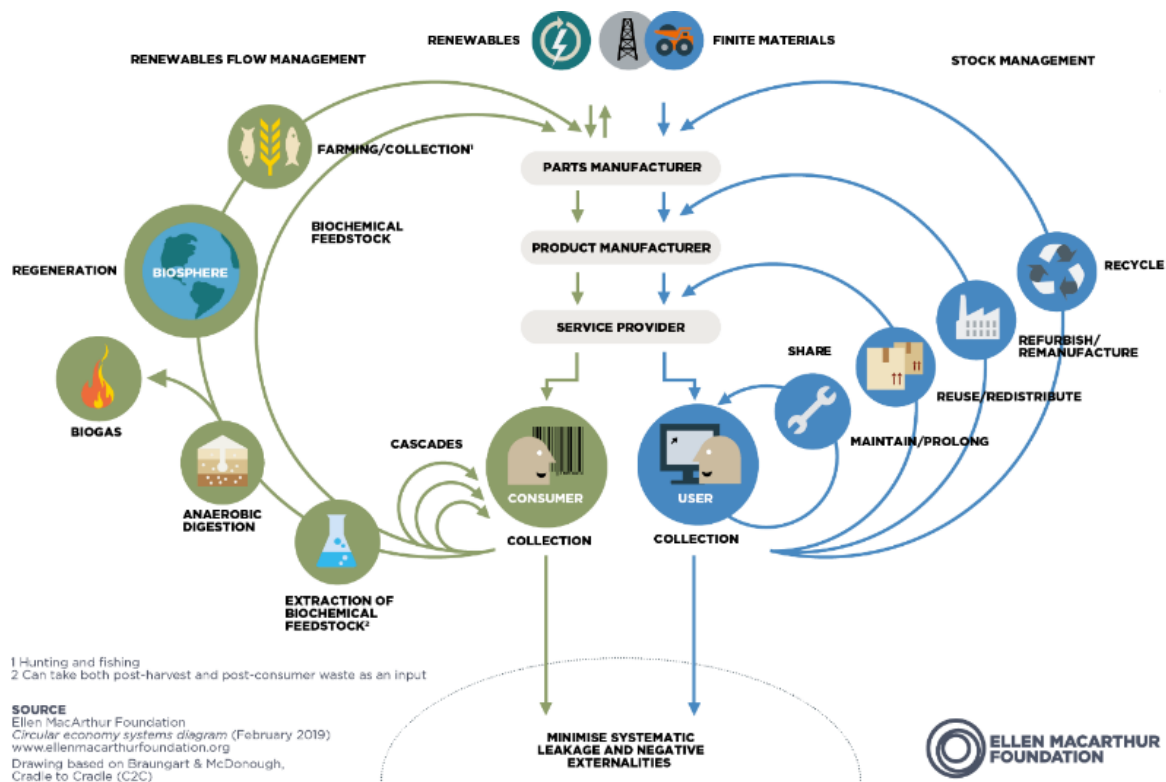 RENEWABLES
FINITE MATERIALS
RENEWABLES FLOW MANAGEMENT
STOCK MANAGEMENT
FARMING/COLLECTION¹
PARTS MANUFACTURER
BIOCHEMICAL
FEEDSTOCK
PRODUCT MANUFACTURER
REGENERATION
BIOSPHERE
RECYCLE
SERVICE PROVIDER
SHARE
REFURBISH/
REMANUFACTURE
REUSE/REDISTRIBUTE
BIOGAS
CASCADES
MAINTAIN/PROLONG
CONSUMER
USER
ANAEROBIC
DIGESTION
COLLECTION
COLLECTION
EXTRACTION OF
BIOCHEMICAL
FEEDSTOCK²
1 Hunting and fishing
2 Can take both post-harvest and post-consumer waste as an input
SOURCE
Ellen MacArthur Foundation
Circular economy systems diagram (February 2019)
www.ellenmacarthurfoundation.org
Drawing based on Braungart & McDonough,
Cradle to Cradle (C2C)
MINIMISE SYSTEMATIC
LEAKAGE AND NEGATIVE
EXTERNALITIES
ELLEN MACARTHUR
FOUNDATION